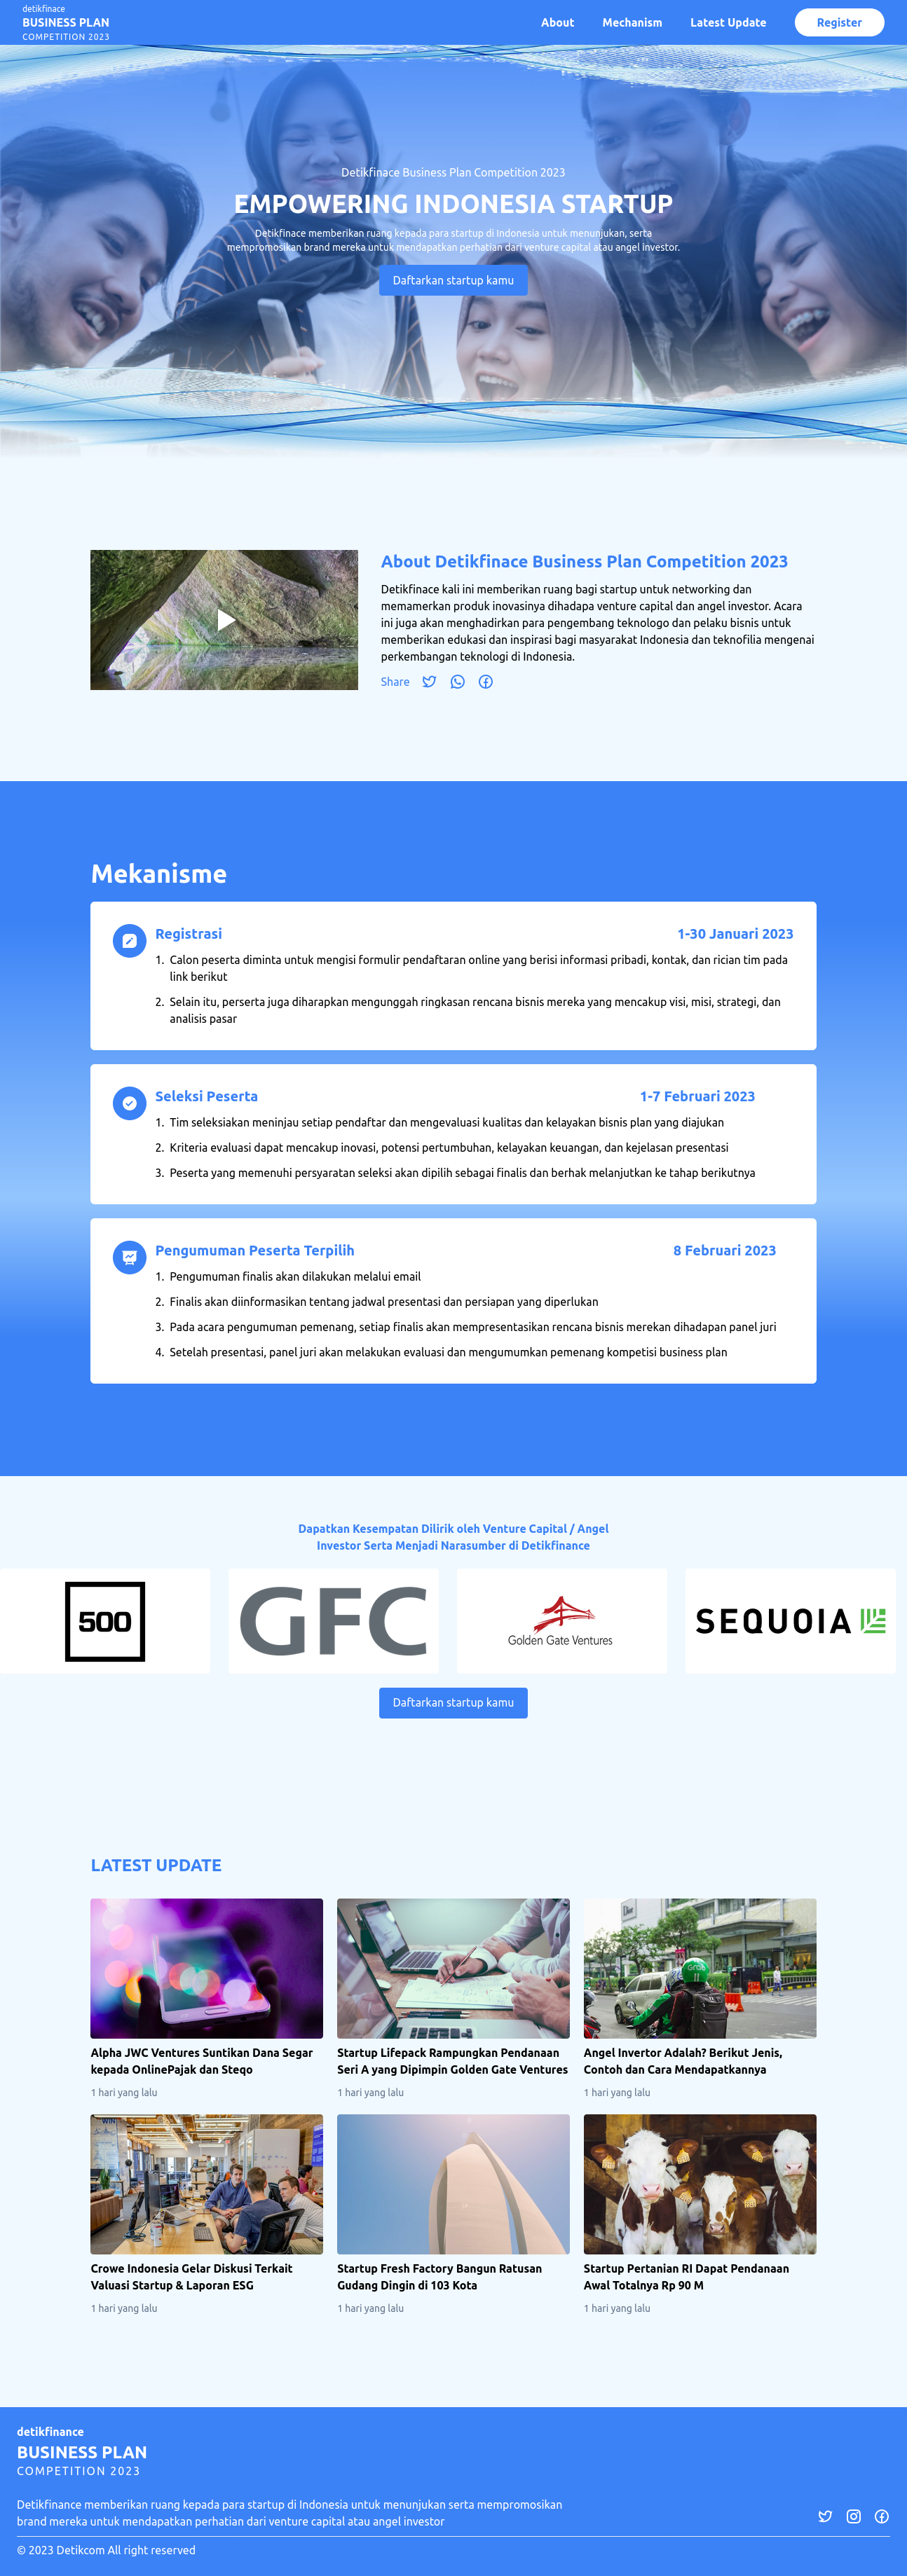 detikfinace
BUSINESS PLAN
COMPETITION 2023
About
Mechanism
Latest Update
Register
Detikfinace Business Plan Competition 2023
EMPOWERING INDONESIA STARTUP
Detikfinace memberikan ruang kepada para startup di Indonesia untuk menunjukan, serta
mempromosikan brand mereka untuk mendapatkan perhatian dari venture capital atau angel investor.
Daftarkan startup kamu
About Detikfinace Business Plan Competition 2023
Detikfinace kali ini memberikan ruang bagi startup untuk networking dan
memamerkan produk inovasinya dihadapa venture capital dan angel investor. Acara
ini juga akan menghadirkan para pengembang teknologo dan pelaku bisnis untuk
memberikan edukasi dan inspirasi bagi masyarakat Indonesia dan teknofilia mengenai
perkembangan teknologi di Indonesia.
Share
Mekanisme
Registrasi
1-30 Januari 2023
1. Calon peserta diminta untuk mengisi formulir pendaftaran online yang berisi informasi pribadi, kontak, dan rician tim pada
link berikut
2. Selain itu, perserta juga diharapkan mengunggah ringkasan rencana bisnis mereka yang mencakup visi, misi, strategi, dan
analisis pasar
Seleksi Peserta
1-7 Februari 2023
1. Tim seleksiakan meninjau setiap pendaftar dan mengevaluasi kualitas dan kelayakan bisnis plan yang diajukan
2. Kriteria evaluasi dapat mencakup inovasi, potensi pertumbuhan, kelayakan keuangan, dan kejelasan presentasi
3. Peserta yang memenuhi persyaratan seleksi akan dipilih sebagai finalis dan berhak melanjutkan ke tahap berikutnya
Pengumuman Peserta Terpilih
8 Februari 2023
1. Pengumuman finalis akan dilakukan melalui email
2. Finalis akan diinformasikan tentang jadwal presentasi dan persiapan yang diperlukan
3. Pada acara pengumuman pemenang, setiap finalis akan mempresentasikan rencana bisnis merekan dihadapan panel juri
4. Setelah presentasi, panel juri akan melakukan evaluasi dan mengumumkan pemenang kompetisi business plan
Dapatkan Kesempatan Dilirik oleh Venture Capital / Angel
Investor Serta Menjadi Narasumber di Detikfinance
500
GFC
Golden Gate Ventures
SEQUOIA
Daftarkan startup kamu
LATEST UPDATE
Dior
Grab
Alpha JWC Ventures Suntikan Dana Segar
kepada OnlinePajak dan Steqo
1 hari yang lalu
Startup Lifepack Rampungkan Pendanaan
Seri A yang Dipimpin Golden Gate Ventures
1 hari yang lalu
Angel Invertor Adalah? Berikut Jenis,
Contoh dan Cara Mendapatkannya
1 hari yang lalu
WIN
Crowe Indonesia Gelar Diskusi Terkait
Valuasi Startup & Laporan ESG
1 hari yang lalu
Startup Fresh Factory Bangun Ratusan
Gudang Dingin di 103 Kota
1 hari yang lalu
Startup Pertanian RI Dapat Pendanaan
Awal Totalnya Rp 90 M
1 hari yang lalu
detikfinance
BUSINESS PLAN
COMPETITION 2023
Detikfinance memberikan ruang kepada para startup di Indonesia untuk menunjukan serta mempromosikan
brand mereka untuk mendapatkan perhatian dari venture capital atau angel investor
© 2023 Detikcom All right reserved